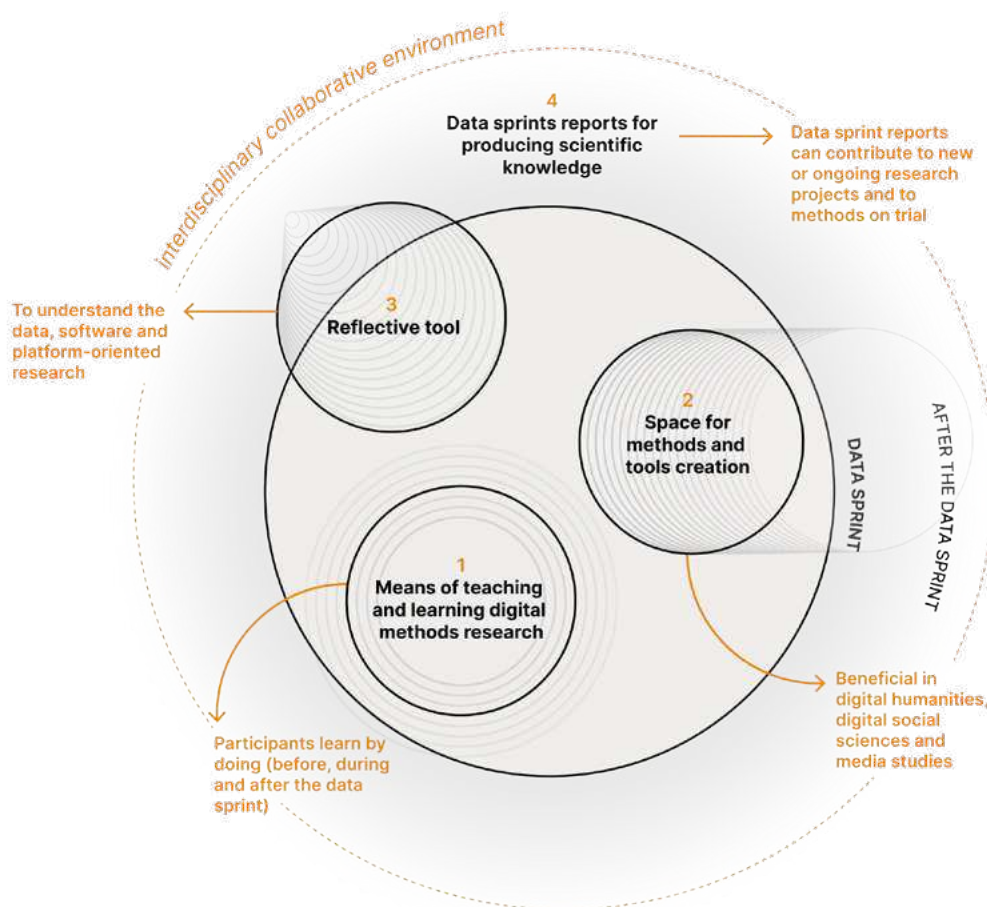 interdisciplinary collaborative environment
4
Data sprints reports for
producing scientific
knowledge
Data sprint reports
can contribute to new
or ongoing research
projects and to
methods on trial
3
Reflective tool
To understand the
data, software and
platform-oriented
research
2
Space for
methods and
tools creation
DATA SPRINT
AFTER THE DATA SPRINT
1
Means of teaching
and learning digital
methods research
Beneficial in
digital humanities,
digital social
sciences and
media studies
Participants learn by
doing (before, during
and after the data
sprint)